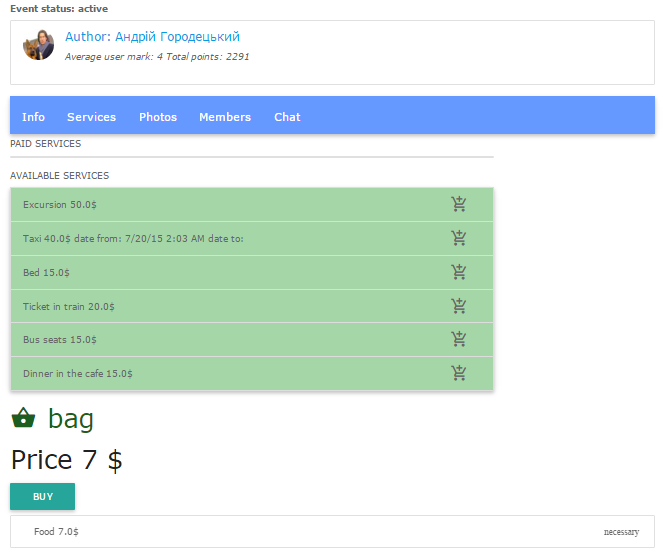 Event status: active
Author: Андрій Городецький
Average user mark: 4 Total points: 2291
Info Services Photos Members Chat
PAID SERVICES
AVAILABLE SERVICES
Excursion 50.0$
Taxi 40.0$ date from: 7/20/15 2:03 AM date to:
Bed 15.0$
Ticket in train 20.0$
Bus seats 15.0$
Dinner in the cafe 15.0$
bag
Price 7 $
BUY
Food 7.0$ necessary